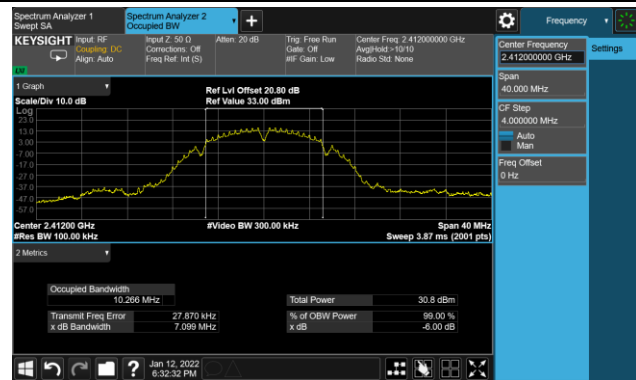 Spectrum Analyzer 1
Swept SA
Spectrum Analyzer 2
Occupied BW
+
Frequency
KEYSIGHT
Input: RF
Coupling: DC
Align: Auto
Input Z: 50 Ω
Corrections: Off
Freq Ref: Int (S)
Atten: 20 dB
Trig: Free Run
Gate: Off
#IF Gain: Low
Center Freq: 2.412000000 GHz
Avg|Hold:>10/10
Radio Std: None
LW
Center Frequency
2.412000000 GHz
Settings
Span
40.000 MHz
CF Step
4.000000 MHz
Auto
Man
Freq Offset
0 Hz
1 Graph
Ref Lvl Offset 20.80 dB
Scale/Div 10.0 dB
Ref Value 33.00 dBm
Log
23.0
13.0
3.00
-7.00
-17.0
-27.0
-37.0
-47.0
-57.0
Center 2.41200 GHz
#Video BW 300.00 kHz
Span 40 MHz
#Res BW 100.00 kHz
Sweep 3.87 ms (2001 pts)
2 Metrics
Occupied Bandwidth
10.266 MHz
Total Power 30.8 dBm
Transmit Freq Error 27.870 kHz
% of OBW Power 99.00 %
x dB Bandwidth 7.099 MHz
x dB -6.00 dB
?
Jan 12, 2022
6:32:32 PM